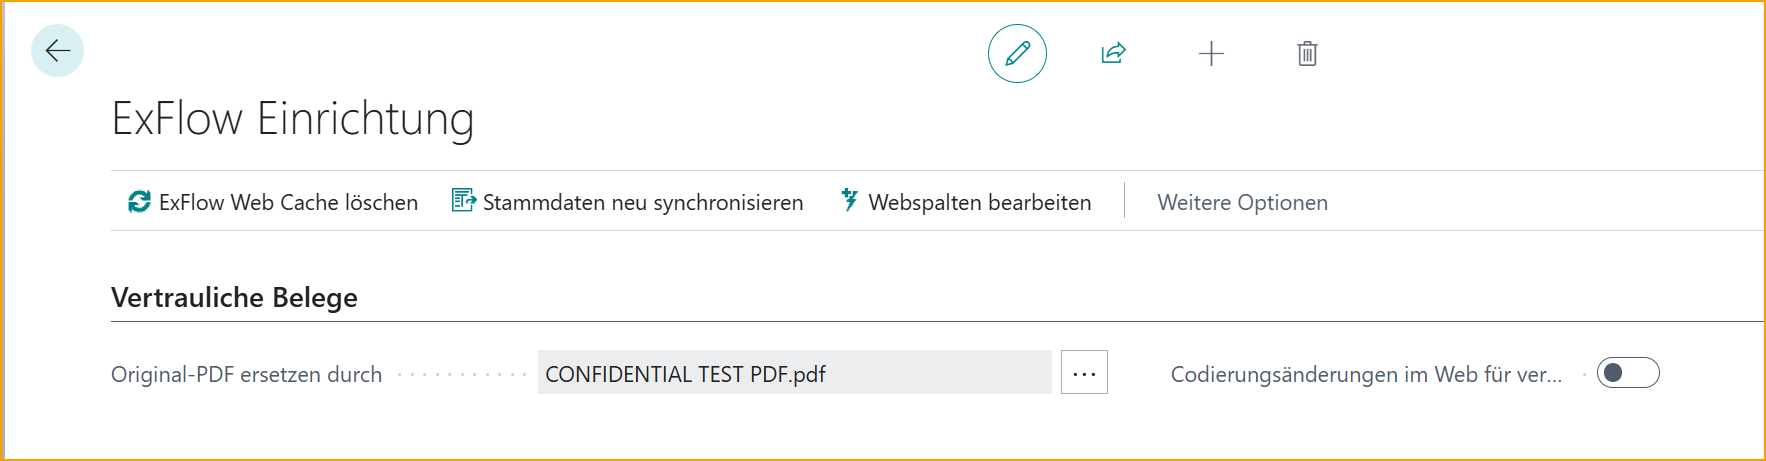 ExFlow Einrichtung
ExFlow Web Cache löschen Stammdaten neu synchronisieren Webspalten bearbeiten Weitere Optionen
Vertrauliche Belege
Original-PDF ersetzen durch CONFIDENTIAL TEST PDF.pdf ... Codierungsänderungen im Web für ver...